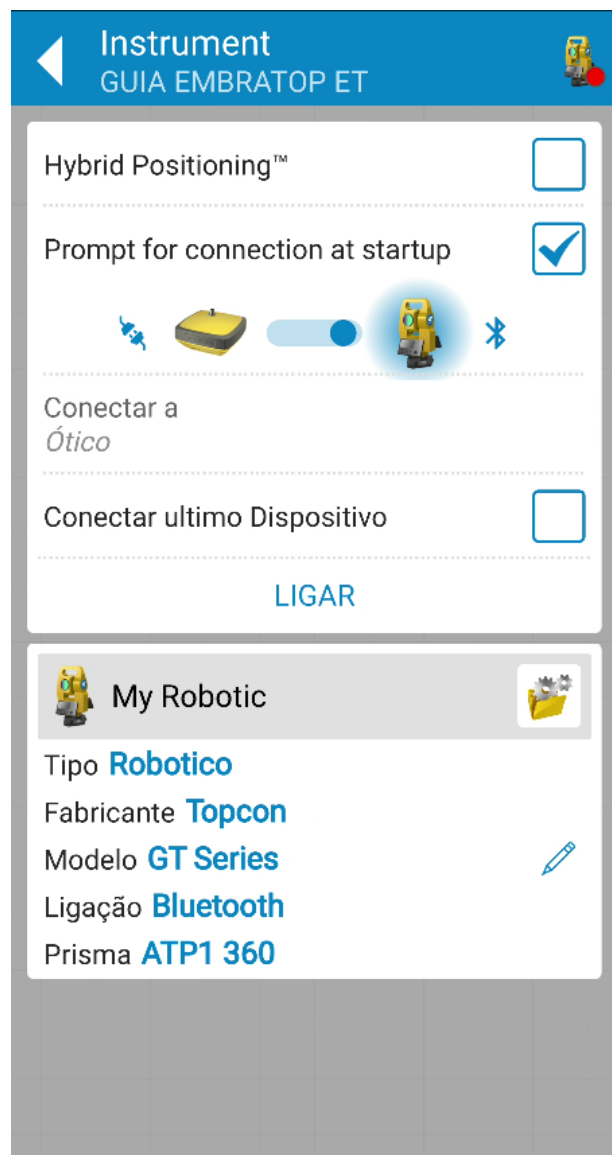 Instrument
GUIA EMBRATOP ET
Hybrid Positioning™
Prompt for connection at startup
Conectar a
Ótico
Conectar ultimo Dispositivo
LIGAR
My Robotic
Tipo Robotico
Fabricante Topcon
Modelo GT Series
Ligação Bluetooth
Prisma ATP1 360